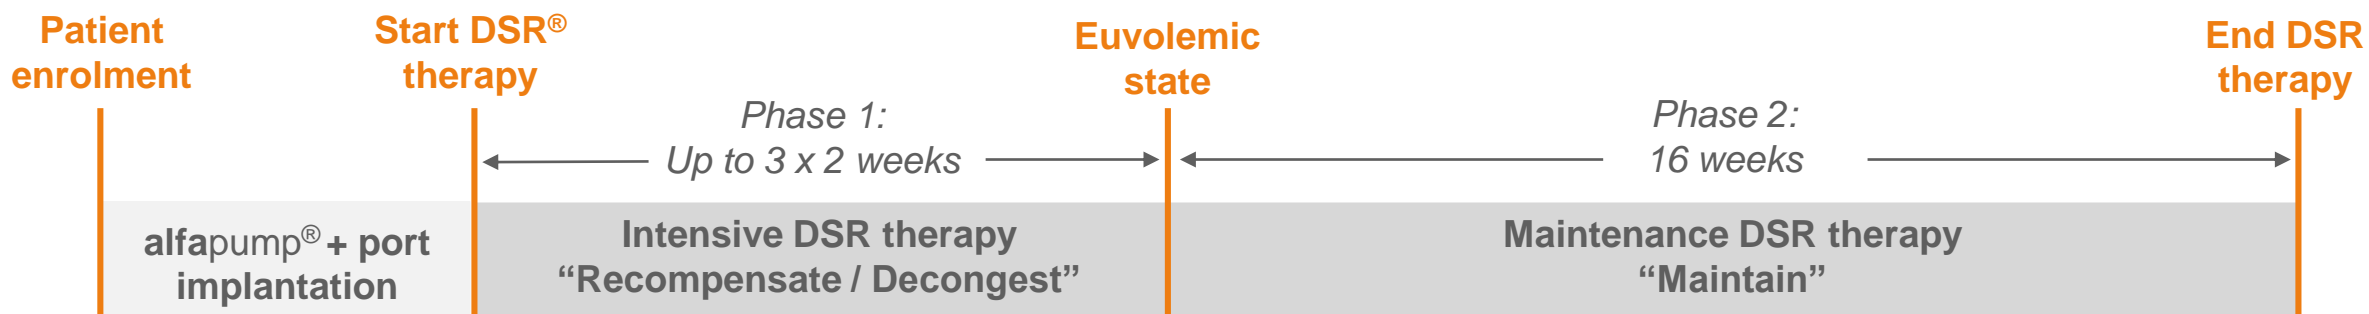 Patient
enrolment
Start DSR®
therapy
Phase 1:
Up to 3 x 2 weeks
Euvolemic
state
Phase 2:
16 weeks
End DSR
therapy
alfapump® + port
implantation
Intensive DSR therapy
“Recompensate / Decongest”
Maintenance DSR therapy
“Maintain”